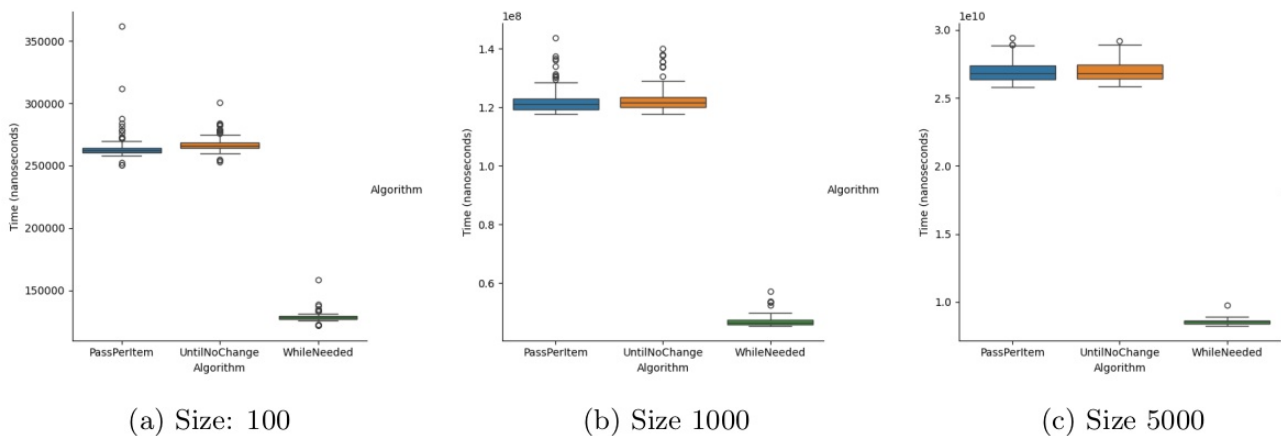 350000
300000
250000
200000
150000
Time (nanoseconds)
PassPerItem
UntilNoChange
WhileNeeded
Algorithm
Algorithm
(a) Size: 100
1e8
1.4
1.2
1.0
0.8
0.6
Time (nanoseconds)
PassPerItem
UntilNoChange
WhileNeeded
Algorithm
Algorithm
(b) Size 1000
1e10
3.0
2.5
2.0
1.5
1.0
Time (nanoseconds)
PassPerItem
UntilNoChange
WhileNeeded
Algorithm
(c) Size 5000